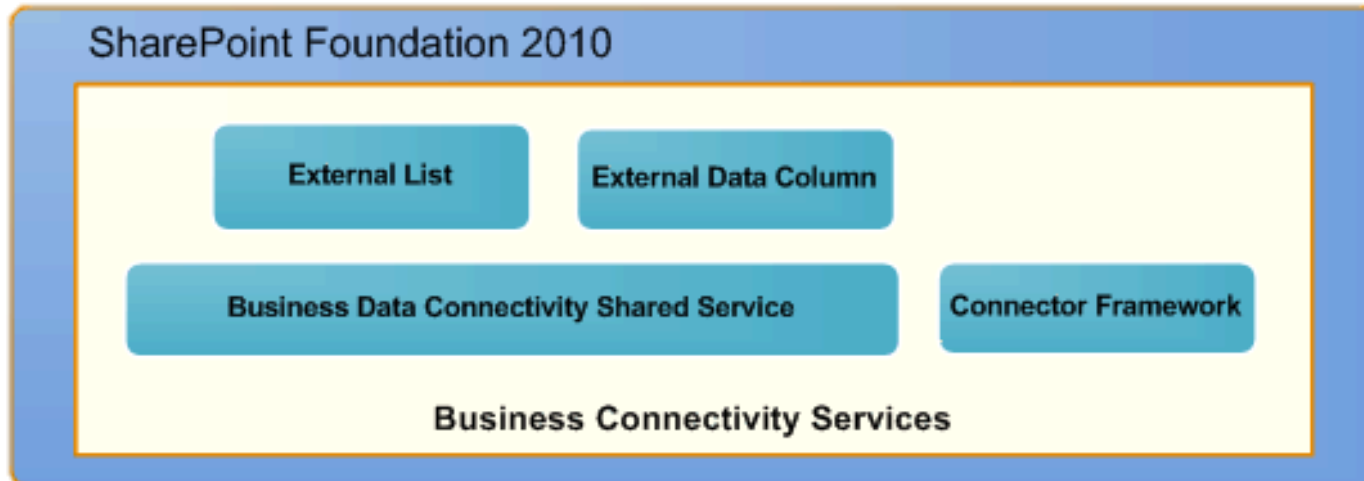 SharePoint Foundation 2010
External List
External Data Column
Business Data Connectivity Shared Service
Connector Framework
Business Connectivity Services